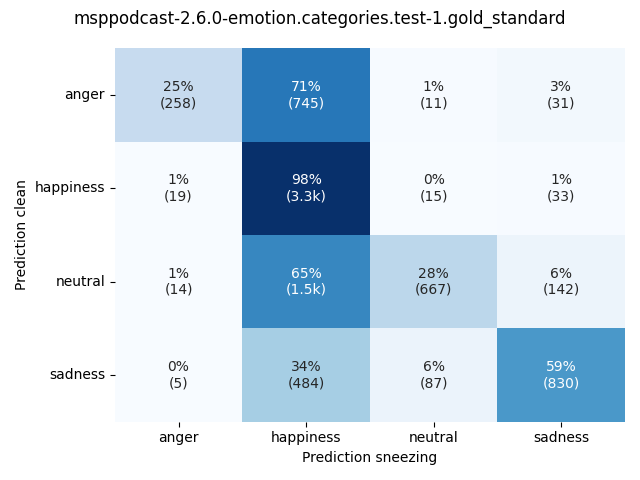 msppodcast-2.6.0-emotion.categories.test-1.gold_standard
Prediction clean
anger
25%
(258)
71%
(745)
1%
(11)
3%
(31)
happiness
1%
(19)
98%
(3.3k)
0%
(15)
1%
(33)
neutral
1%
(14)
65%
(1.5k)
28%
(667)
6%
(142)
sadness
0%
(5)
34%
(484)
6%
(87)
59%
(830)
anger
happiness
neutral
sadness
Prediction sneezing